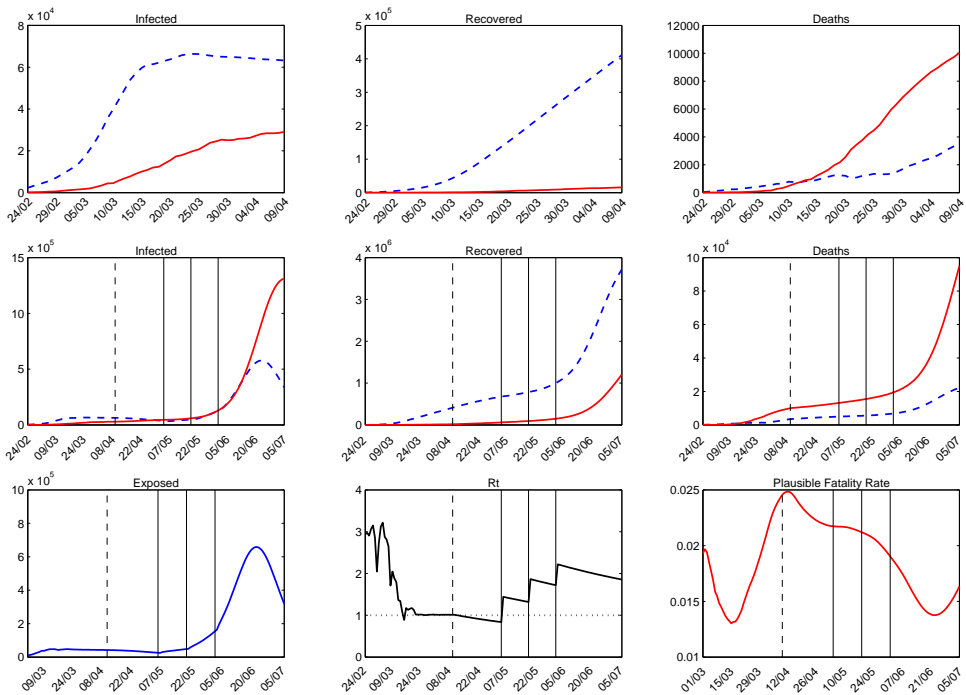 Infected Recovered Deaths
x 10^4 x 10^5
8 5 12000
6 4 10000
4 3 8000
2 2 6000
0 1 4000
0 2000
0
24/02 29/02 05/03 10/03 15/03 20/03 25/03 30/03 04/04 09/04
24/02 29/02 05/03 10/03 15/03 20/03 25/03 30/03 04/04 09/04
24/02 29/02 05/03 10/03 15/03 20/03 25/03 30/03 04/04 09/04
Infected Recovered Deaths
x 10^5 x 10^6 x 10^4
15 4 10
10 3 8
5 2 6
0 1 4
0 2
0
24/02 09/03 24/03 08/04 22/04 07/05 22/05 05/06 20/06 05/07
24/02 09/03 24/03 08/04 22/04 07/05 22/05 05/06 20/06 05/07
24/02 09/03 24/03 08/04 22/04 07/05 22/05 05/06 20/06 05/07
Exposed Rt Plausible Fatality Rate
x 10^5
10 4 0.025
8 3 0.02
6 2 0.015
4 1 0.01
2 0
0
09/03 24/03 08/04 22/04 07/05 22/05 05/06 20/06 05/07
24/02 09/03 24/03 08/04 22/04 07/05 22/05 05/06 20/06 05/07
01/03 15/03 29/03 12/04 26/04 10/05 24/05 07/06 21/06 05/07